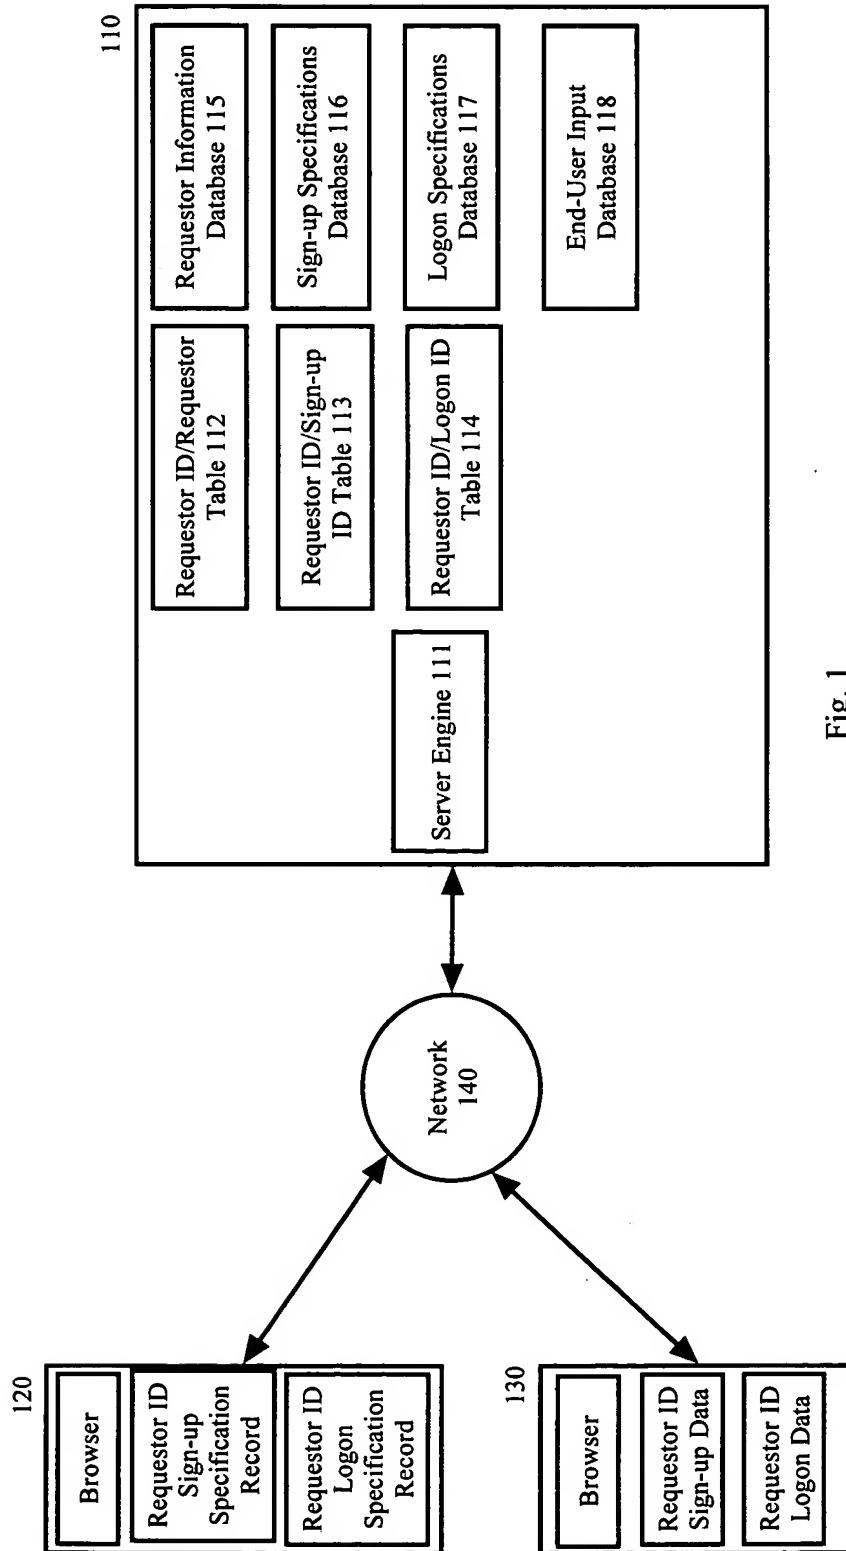 120
Browser
Requestor ID
Sign-up
Specification
Record
Requestor ID
Logon
Specification
Record
130
Browser
Requestor ID
Sign-up Data
Requestor ID
Logon Data
Network
140
110
Server Engine 111
Requestor ID/Requestor
Table 112
Requestor ID/Sign-up
ID Table 113
Requestor ID/Logon ID
Table 114
Requestor Information
Database 115
Sign-up Specifications
Database 116
Logon Specifications
Database 117
End-User Input
Database 118
Fig. 1